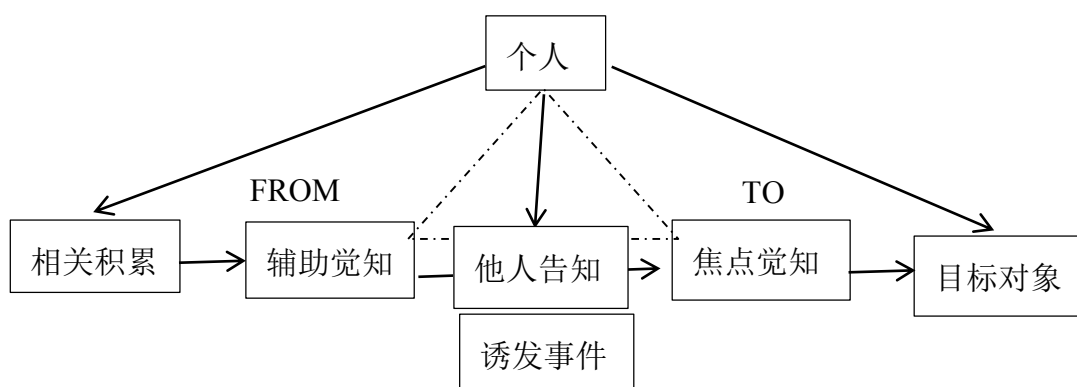 个人
FROM
TO
相关积累
辅助觉知
他人告知
焦点觉知
目标对象
诱发事件